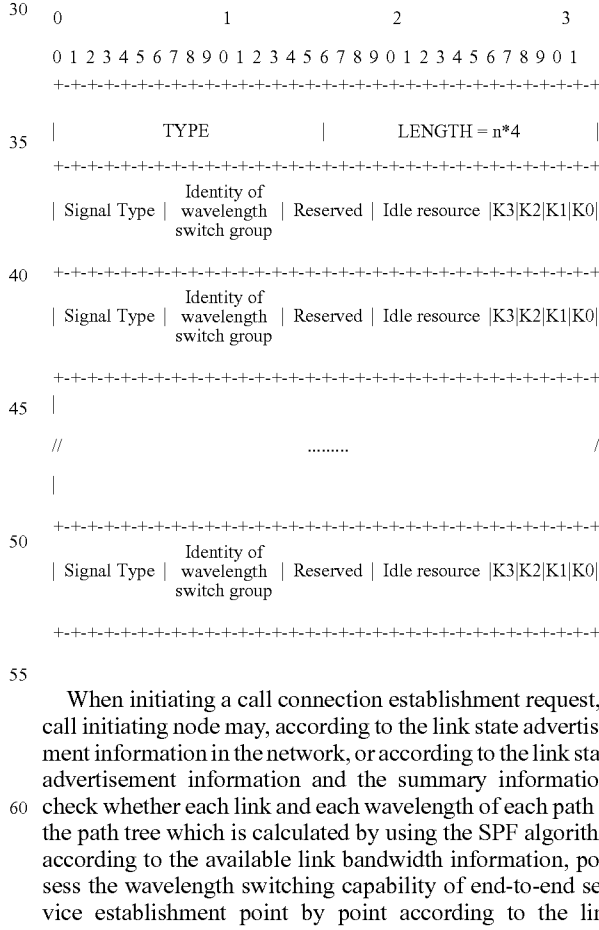 30
0 1 2 3
0 1 2 3 4 5 6 7 8 9 0 1 2 3 4 5 6 7 8 9 0 1 2 3 4 5 6 7 8 9 0 1
+-+-+-+-+-+-+-+-+-+-+-+-+-+-+-+-+-+-+-+-+-+-+-+-+-+-+-+-+-+-+-+-+
35 | TYPE | LENGTH = n*4 |
+-+-+-+-+-+-+-+-+-+-+-+-+-+-+-+-+-+-+-+-+-+-+-+-+-+-+-+-+-+-+-+-+
Identity of
| Signal Type | wavelength | Reserved | Idle resource |K3|K2|K1|K0|
switch group
40 +-+-+-+-+-+-+-+-+-+-+-+-+-+-+-+-+-+-+-+-+-+-+-+-+-+-+-+-+-+-+-+-+
Identity of
| Signal Type | wavelength | Reserved | Idle resource |K3|K2|K1|K0|
switch group
+-+-+-+-+-+-+-+-+-+-+-+-+-+-+-+-+-+-+-+-+-+-+-+-+-+-+-+-+-+-+-+-+
45 |
// ......... /
|
50 +-+-+-+-+-+-+-+-+-+-+-+-+-+-+-+-+-+-+-+-+-+-+-+-+-+-+-+-+-+-+-+-+
Identity of
| Signal Type | wavelength | Reserved | Idle resource |K3|K2|K1|K0|
switch group
+-+-+-+-+-+-+-+-+-+-+-+-+-+-+-+-+-+-+-+-+-+-+-+-+-+-+-+-+-+-+-+-+
55
When initiating a call connection establishment request,
call initiating node may, according to the link state advertis
ment information in the network, or according to the link sta
advertisement information and the summary informatio
60 check whether each link and each wavelength of each path
the path tree which is calculated by using the SPF algorith
according to the available link bandwidth information, po
sess the wavelength switching capability of end-to-end se
vice establishment point by point according to the lin